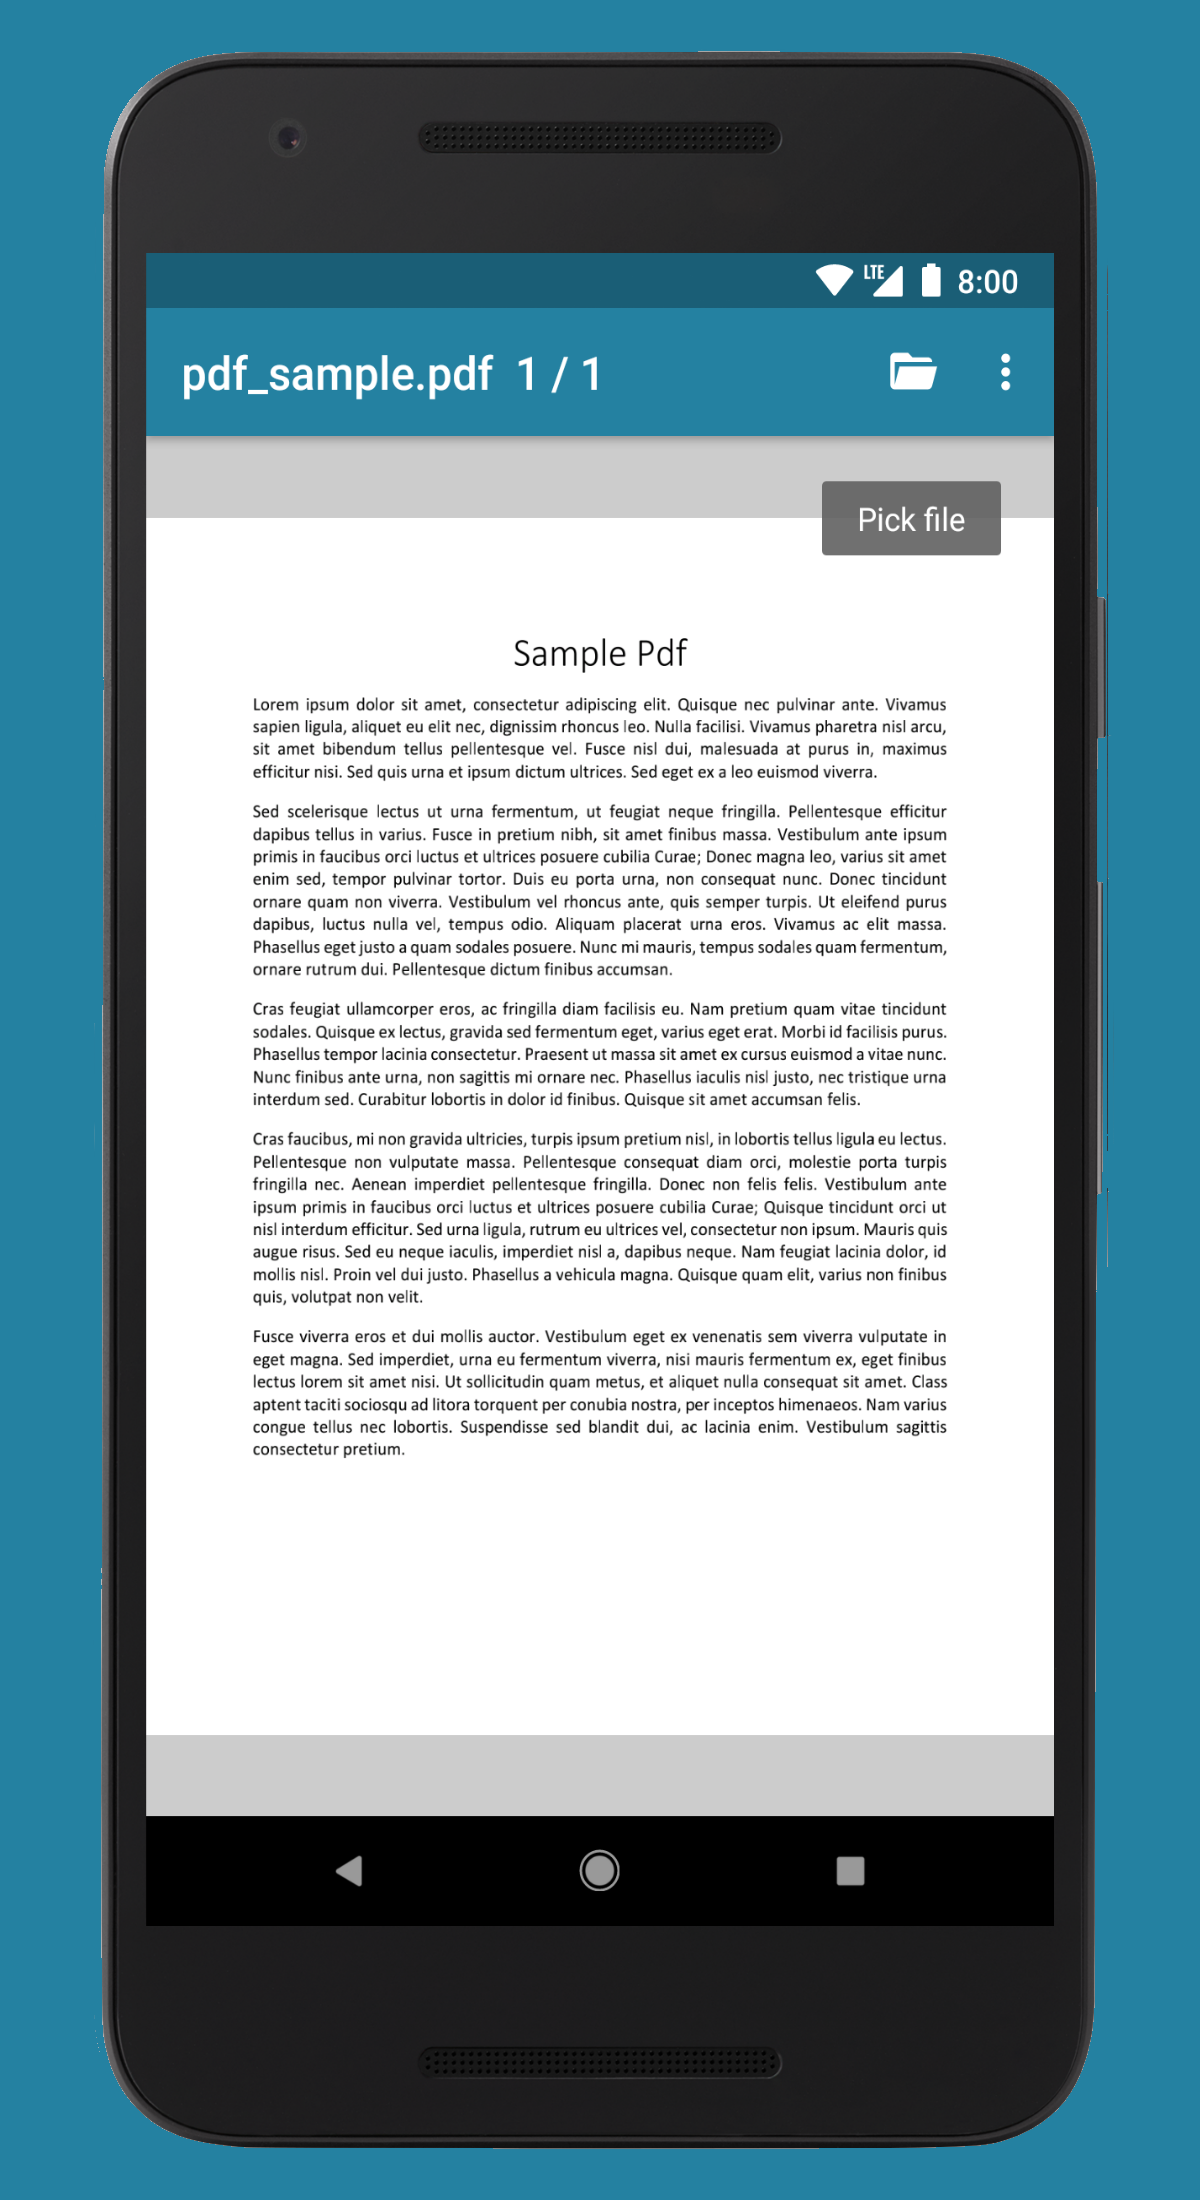 LTE 8:00
pdf_sample.pdf 1 / 1
Pick file
Sample Pdf
Lorem ipsum dolor sit amet, consectetur adipiscing elit. Quisque nec pulvinar ante. Vivamus
sapien ligula, aliquet eu elit nec, dignissim rhoncus leo. Nulla facilisi. Vivamus pharetra nisl arcu,
sit amet bibendum tellus pellentesque vel. Fusce nisl dui, malesuada at purus in, maximus
efficitur nisi. Sed quis urna et ipsum dictum ultrices. Sed eget ex a leo euismod viverra.
Sed scelerisque lectus ut urna fermentum, ut feugiat neque fringilla. Pellentesque efficitur
dapibus tellus in varius. Fusce in pretium nibh, sit amet finibus massa. Vestibulum ante ipsum
primis in faucibus orci luctus et ultrices posuere cubilia Curae; Donec magna leo, varius sit amet
enim sed, tempor pulvinar tortor. Duis eu porta urna, non consequat nunc. Donec tincidunt
ornare quam non viverra. Vestibulum vel rhoncus ante, quis semper turpis. Ut eleifend purus
dapibus, luctus nulla vel, tempus odio. Aliquam placerat urna eros. Vivamus ac elit massa.
Phasellus eget justo a quam sodales posuere. Nunc mi mauris, tempus sodales quam fermentum,
ornare rutrum dui. Pellentesque dictum finibus accumsan.
Cras feugiat ullamcorper eros, ac fringilla diam facilisis eu. Nam pretium quam vitae tincidunt
sodales. Quisque ex lectus, gravida sed fermentum eget, varius eget erat. Morbi id facilisis purus.
Phasellus tempor lacinia consectetur. Praesent ut massa sit amet ex cursus euismod a vitae nunc.
Nunc finibus ante urna, non sagittis mi ornare nec. Phasellus iaculis nisl justo, nec tristique urna
interdum sed. Curabitur lobortis in dolor id finibus. Quisque sit amet accumsan felis.
Cras faucibus, mi non gravida ultricies, turpis ipsum pretium nisl, in lobortis tellus ligula eu lectus.
Pellentesque non vulputate massa. Pellentesque consequat diam orci, molestie porta turpis
fringilla nec. Aenean imperdiet pellentesque fringilla. Donec non felis felis. Vestibulum ante
ipsum primis in faucibus orci luctus et ultrices posuere cubilia Curae; Quisque tincidunt orci ut
nisl interdum efficitur. Sed urna ligula, rutrum eu ultrices vel, consectetur non ipsum. Mauris quis
augue risus. Sed eu neque iaculis, imperdiet nisl a, dapibus neque. Nam feugiat lacinia dolor, id
mollis nisl. Proin vel dui justo. Phasellus a vehicula magna. Quisque quam elit, varius non finibus
quis, volutpat non velit.
Fusce viverra eros et dui mollis auctor. Vestibulum eget ex venenatis sem viverra vulputate in
eget magna. Sed imperdiet, urna eu fermentum viverra, nisi mauris fermentum ex, eget finibus
lectus lorem sit amet nisi. Ut sollicitudin quam metus, et aliquet nulla consequat sit amet. Class
aptent taciti sociosqu ad litora torquent per conubia nostra, per inceptos himenaeos. Nam varius
congue tellus nec lobortis. Suspendisse sed blandit dui, ac lacinia enim. Vestibulum sagittis
consectetur pretium.